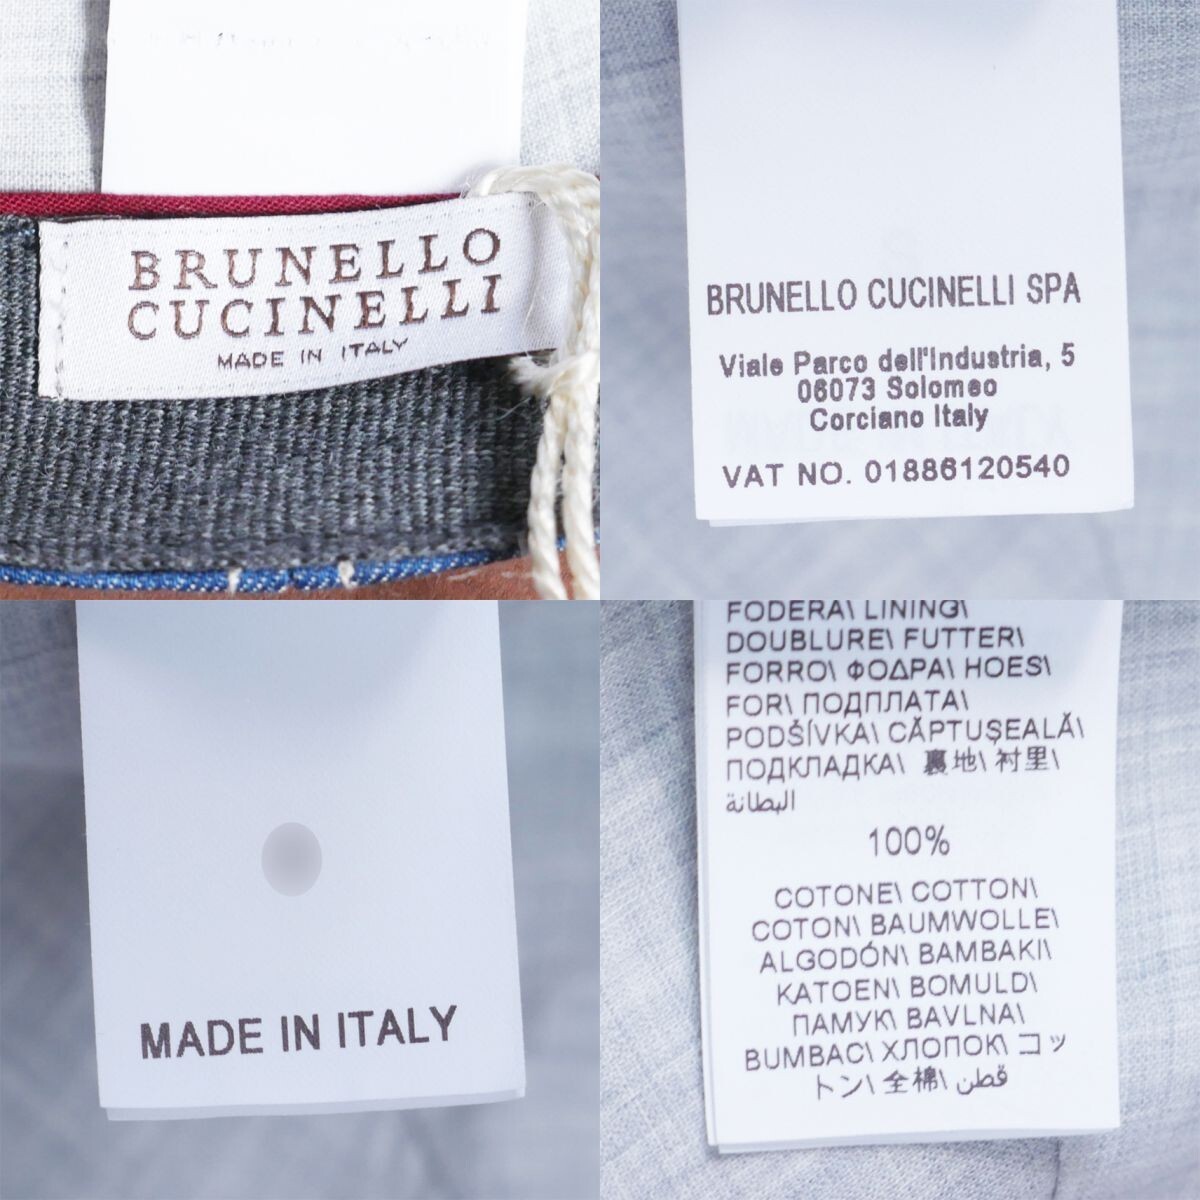 BRUNELLO
CUCINELLI
MADE IN ITALY
BRUNELLO CUCINELLI SPA
Viale Parco dell'Industria, 5
06073 Solomeo
Corciano Italy
VAT NO. 01886120540
MADE IN ITALY
FODERA\ LINING\
DOUBLURE\ FUTTER\
FORRO\ ΦΟΔΡΑ\ HOES\
FOR\ ПОДПЛАТА\
PODŠÍVKA\ CĂPTUŞEALĂ\
ПОДКЛАДКА\ 裏地\ 衬里\
البطانة
100%
COTONE\ COTTON\
COTON\ BAUMWOLLE\
ALGODÓN\ BAMBAKI\
KATOEN\ BOMULD\
ПАМУК\ BAVLNA\
BUMBAC\ ХЛОПОК\ コッ
トン\ 全棉\ قطن